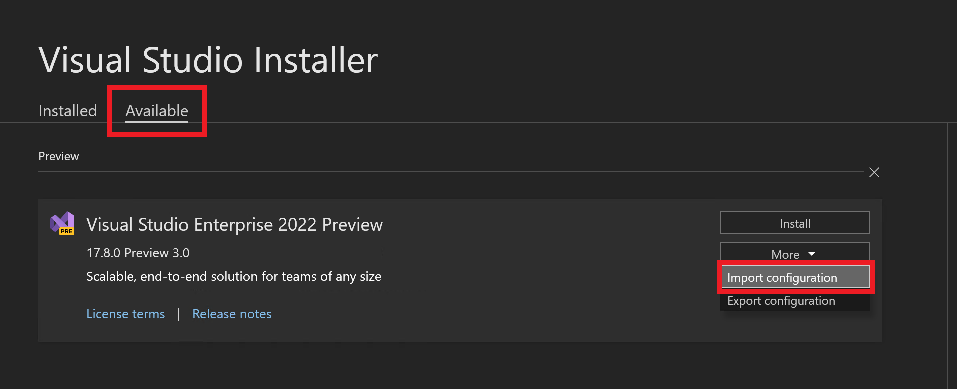 Visual Studio Installer
Installed Available
Preview
PRE
Visual Studio Enterprise 2022 Preview
Install
17.8.0 Preview 3.0
More
Scalable, end-to-end solution for teams of any size
Import configuration
Export configuration
License terms | Release notes